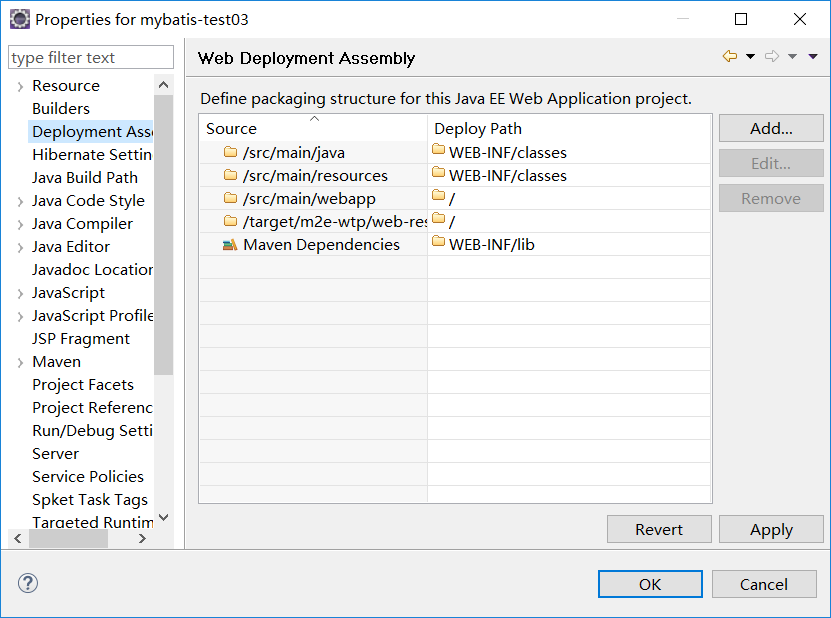 Properties for mybatis-test03
type filter text
Resource
Builders
Deployment Asse
Hibernate Settin
Java Build Path
Java Code Style
Java Compiler
Java Editor
Javadoc Location
JavaScript
JavaScript Profile
JSP Fragment
Maven
Project Facets
Project Referenc
Run/Debug Setti
Server
Service Policies
Spket Task Tags
Targeted Runtim
Web Deployment Assembly
Define packaging structure for this Java EE Web Application project.
Source Deploy Path
/src/main/java WEB-INF/classes
/src/main/resources WEB-INF/classes
/src/main/webapp /
/target/m2e-wtp/web-res /
Maven Dependencies WEB-INF/lib
Add...
Edit...
Remove
Revert Apply
? OK Cancel